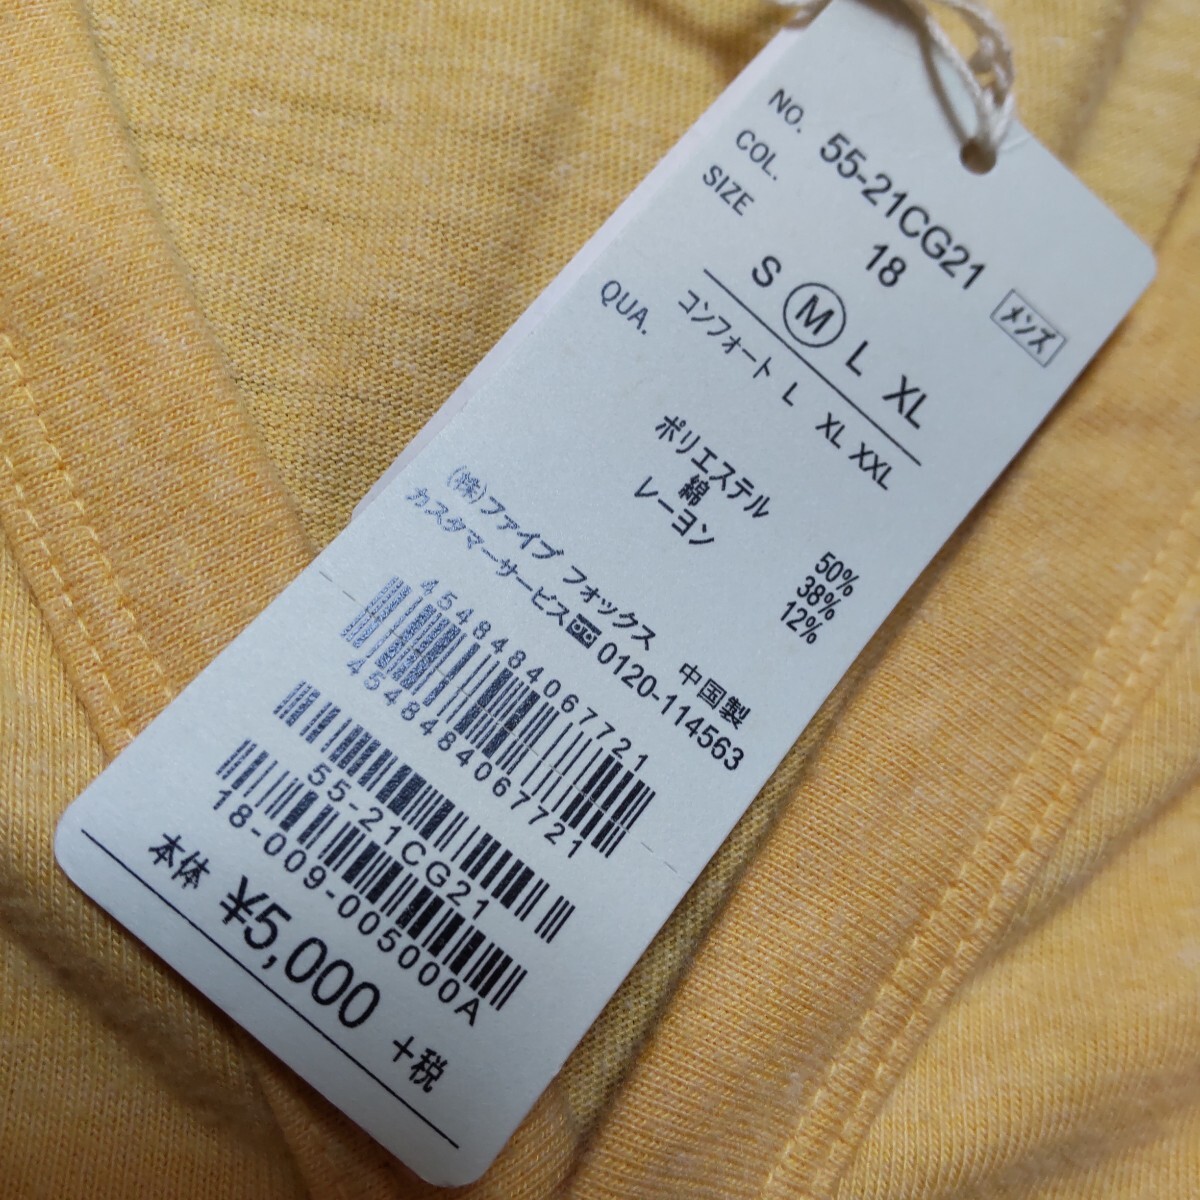 NO. 55-21CG21
COL. 18 メンズ
SIZE S M L XL
コンフォート L XL XXL
QUA.
ポリエステル 50%
綿 38%
レーヨン 12%
(株)ファイブ フォックス 中国製
カスタマーサービス 0120-114563
4548484067721
4548484067721
55-21CG21
18-009-005000A
本体 ¥5,000 +税